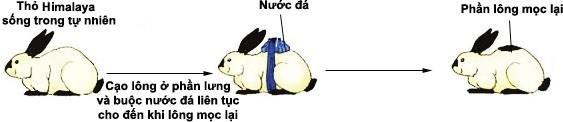 Thỏ Himalaya
sống trong tự nhiên
Cạo lông ở phần lưng
và buộc nước đá liên tục
cho đến khi lông mọc lại
Nước đá
Phần lông mọc lại